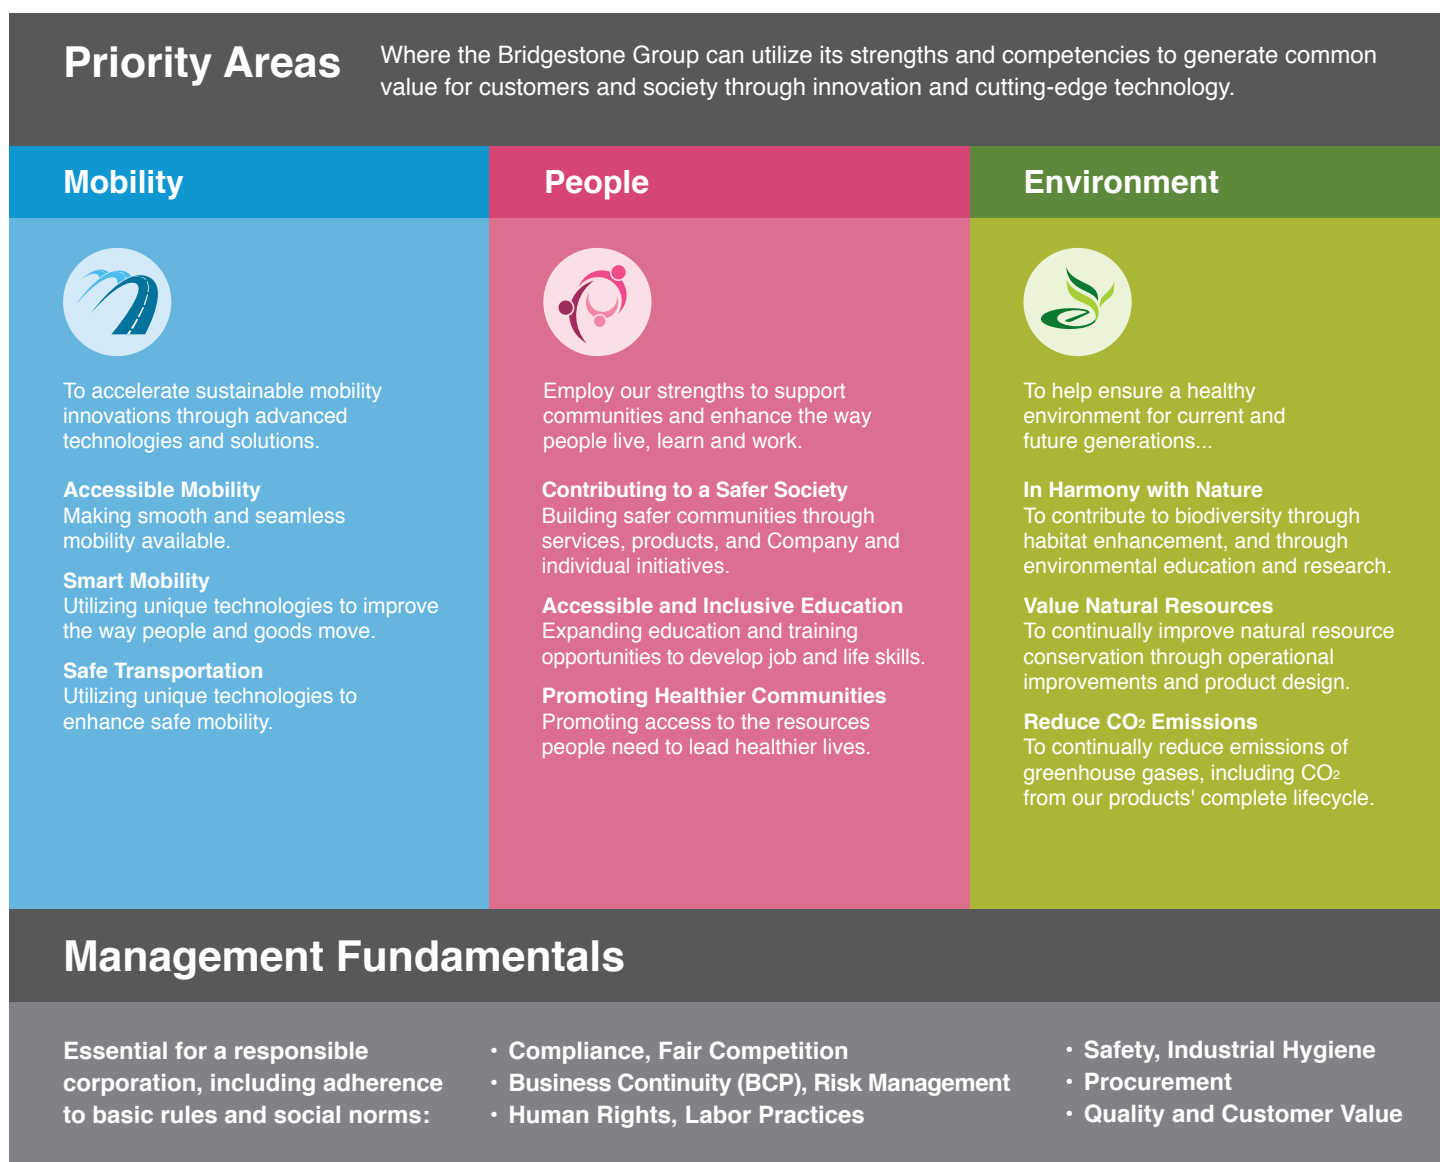 Priority Areas
Where the Bridgestone Group can utilize its strengths and competencies to generate common
value for customers and society through innovation and cutting-edge technology.
Mobility
To accelerate sustainable mobility
innovations through advanced
technologies and solutions.
Accessible Mobility
Making smooth and seamless
mobility available.
Smart Mobility
Utilizing unique technologies to improve
the way people and goods move.
Safe Transportation
Utilizing unique technologies to
enhance safe mobility.
People
Employ our strengths to support
communities and enhance the way
people live, learn and work.
Contributing to a Safer Society
Building safer communities through
services, products, and Company and
individual initiatives.
Accessible and Inclusive Education
Expanding education and training
opportunities to develop job and life skills.
Promoting Healthier Communities
Promoting access to the resources
people need to lead healthier lives.
Environment
To help ensure a healthy
environment for current and
future generations...
In Harmony with Nature
To contribute to biodiversity through
habitat enhancement, and through
environmental education and research.
Value Natural Resources
To continually improve natural resource
conservation through operational
improvements and product design.
Reduce CO₂ Emissions
To continually reduce emissions of
greenhouse gases, including CO₂
from our products' complete lifecycle.
Management Fundamentals
Essential for a responsible
corporation, including adherence
to basic rules and social norms:
・Compliance, Fair Competition
・Business Continuity (BCP), Risk Management
・Human Rights, Labor Practices
・Safety, Industrial Hygiene
・Procurement
・Quality and Customer Value